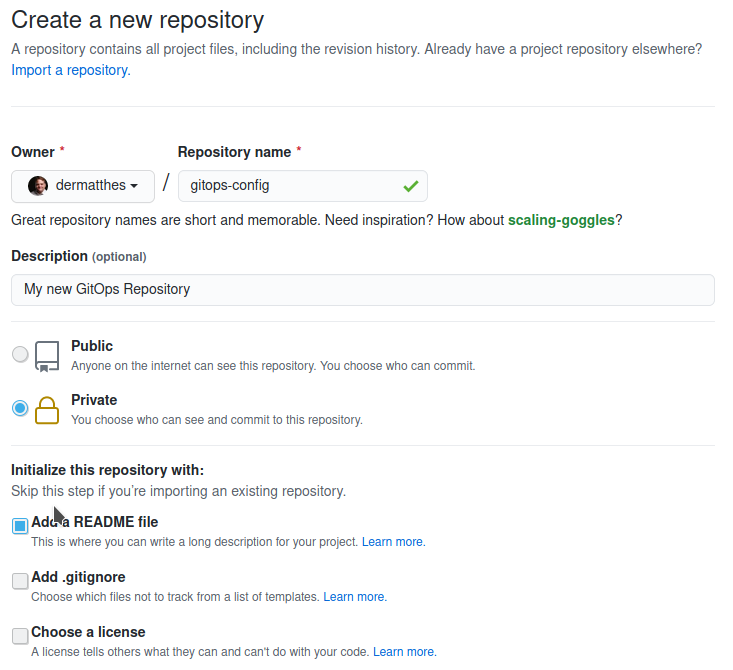 Create a new repository
A repository contains all project files, including the revision history. Already have a project repository elsewhere?
Import a repository.
Owner * Repository name *
dermatthes / gitops-config
Great repository names are short and memorable. Need inspiration? How about scaling-goggles?
Description (optional)
My new GitOps Repository
Public
Anyone on the internet can see this repository. You choose who can commit.
Private
You choose who can see and commit to this repository.
Initialize this repository with:
Skip this step if you're importing an existing repository.
Add a README file
This is where you can write a long description for your project. Learn more.
Add .gitignore
Choose which files not to track from a list of templates. Learn more.
Choose a license
A license tells others what they can and can't do with your code. Learn more.